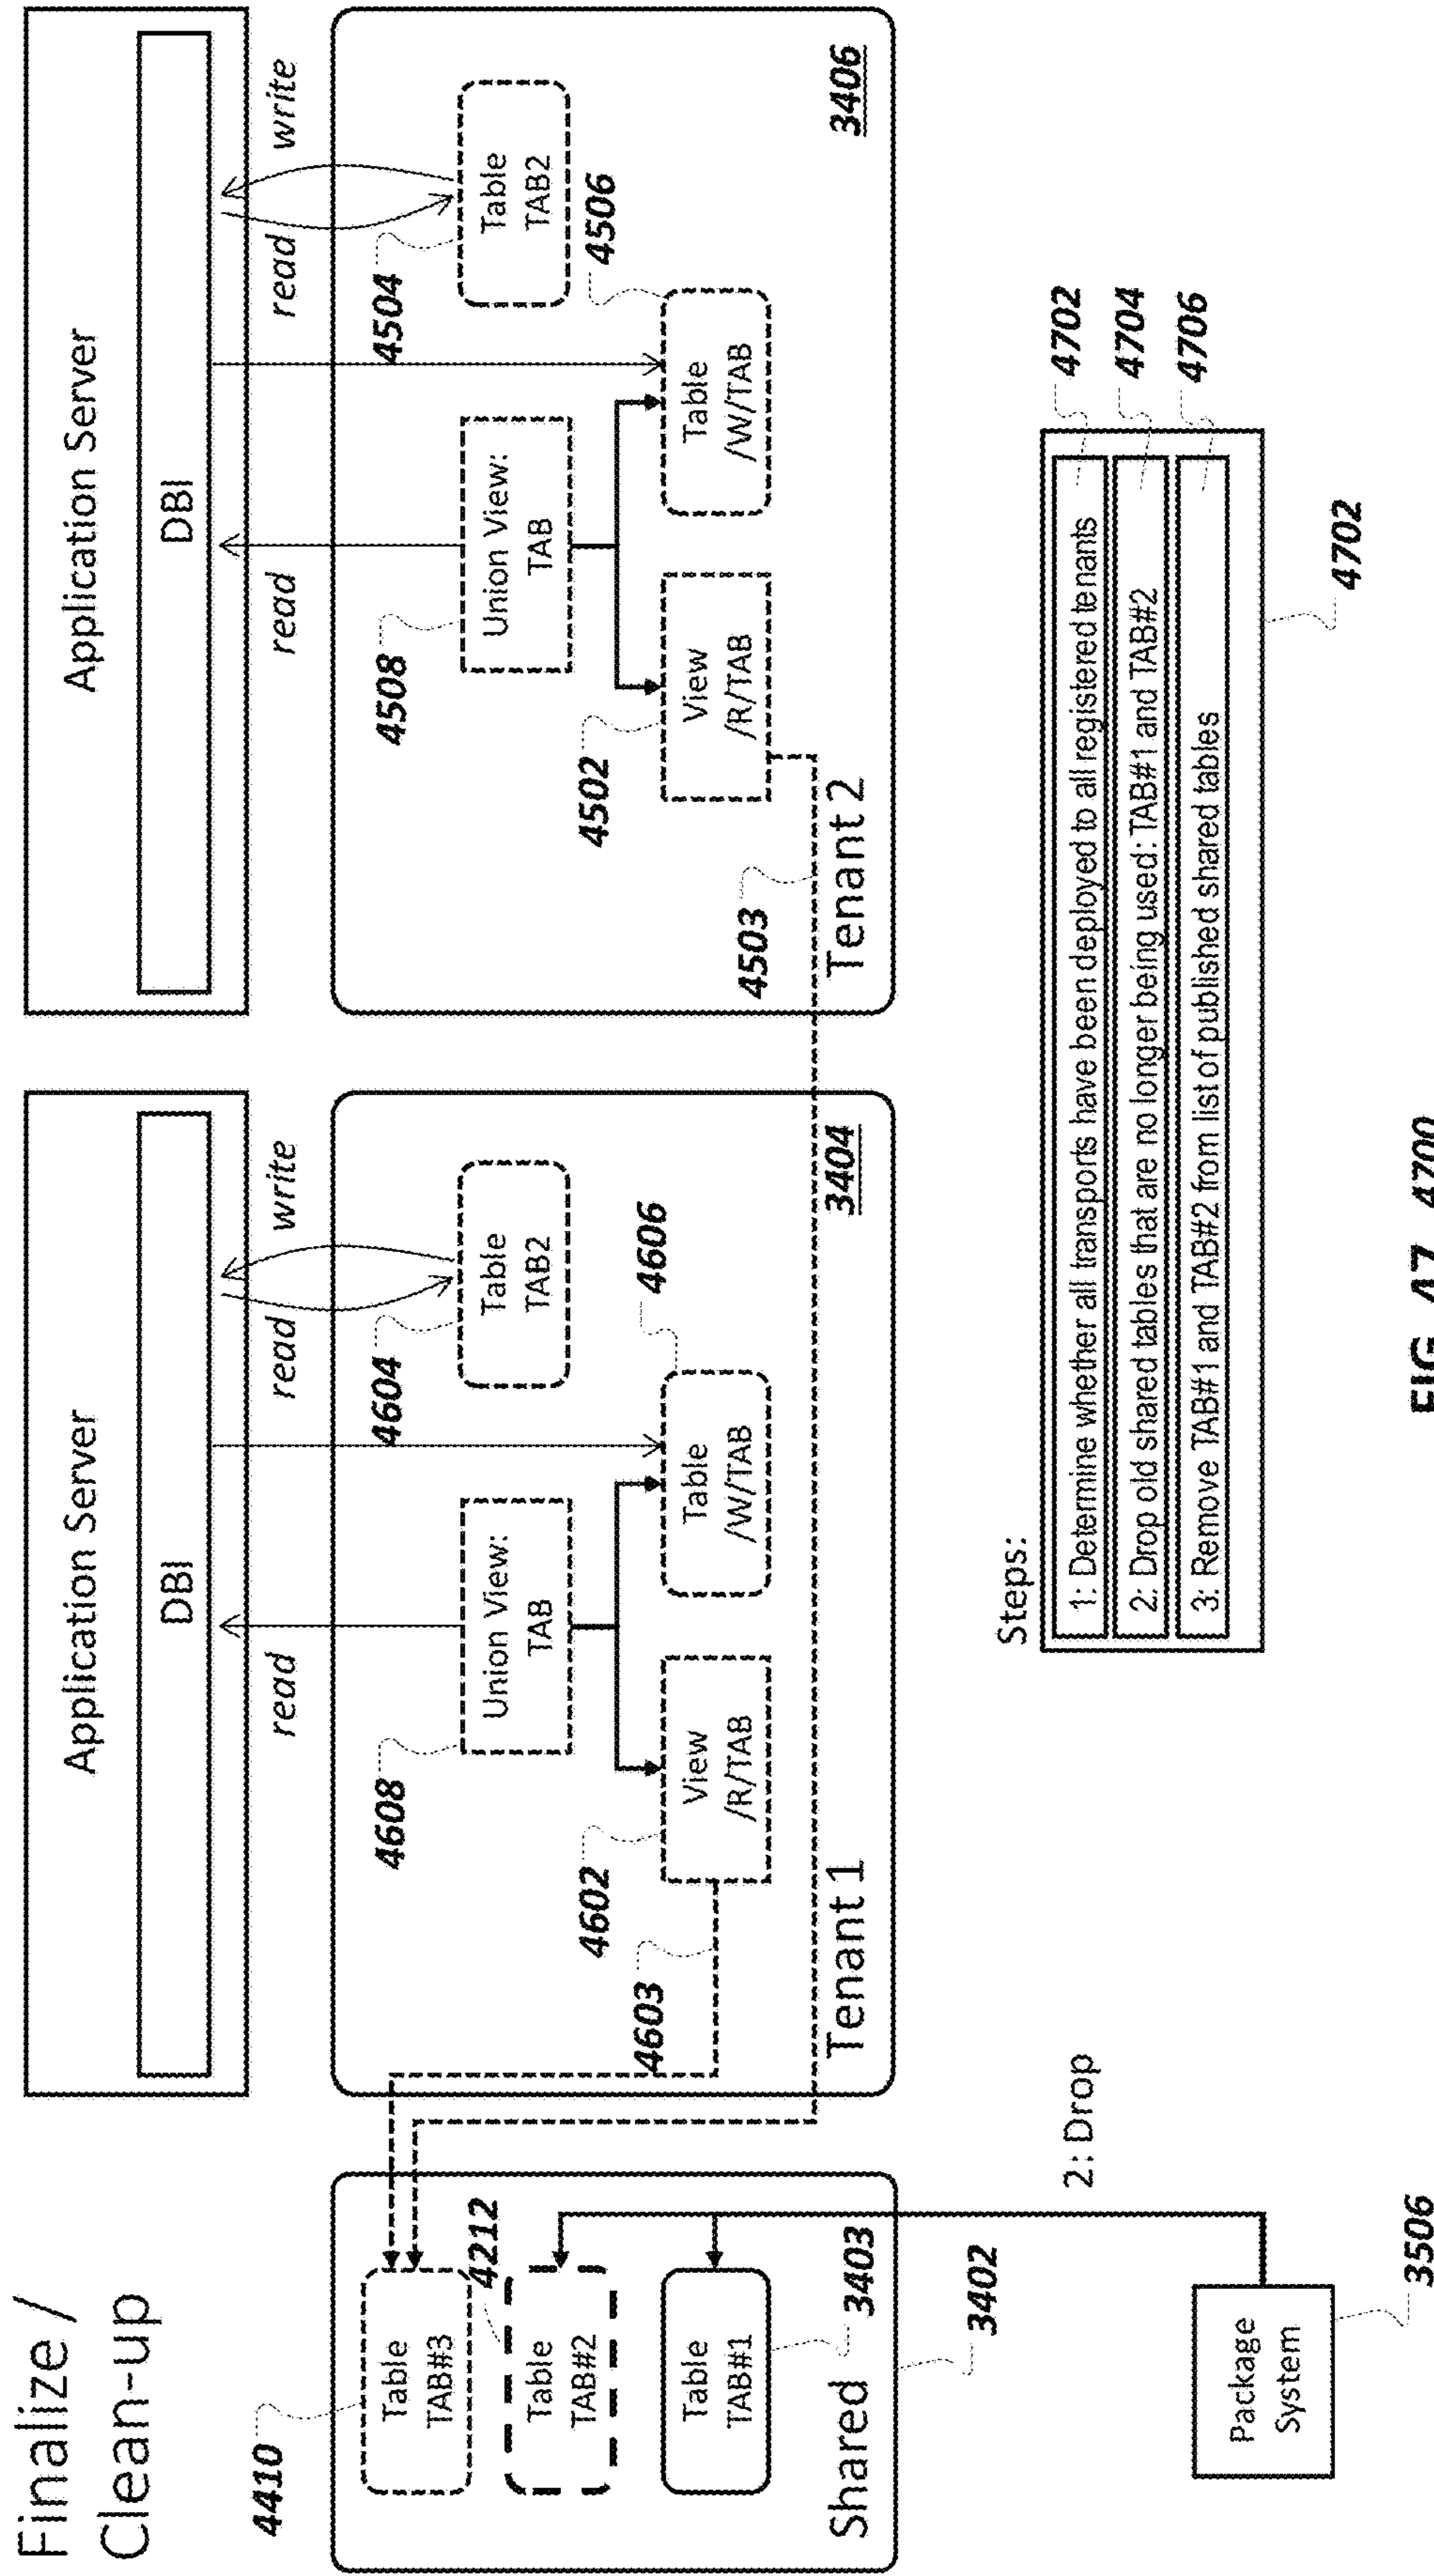 Finalize /
Clean-up
Application Server
DBI
read
read
write
4608
Union View:
TAB
4604
Table
TAB2
4602
View
/R/TAB
4606
Table
/W/TAB
4603
Tenant 1
3404
Application Server
DBI
read
read
write
4508
Union View:
TAB
4504
Table
TAB2
4502
View
/R/TAB
4506
Table
/W/TAB
4503
Tenant 2
3406
4410
Table
TAB#3
4212
Table
TAB#2
Table
TAB#1
3403
Shared
3402
2: Drop
Package
System
3506
Steps:
1: Determine whether all transports have been deployed to all registered tenants
4702
2: Drop old shared tables that are no longer being used: TAB#1 and TAB#2
4704
3: Remove TAB#1 and TAB#2 from list of published shared tables
4706
4702
FIG. 47 4700